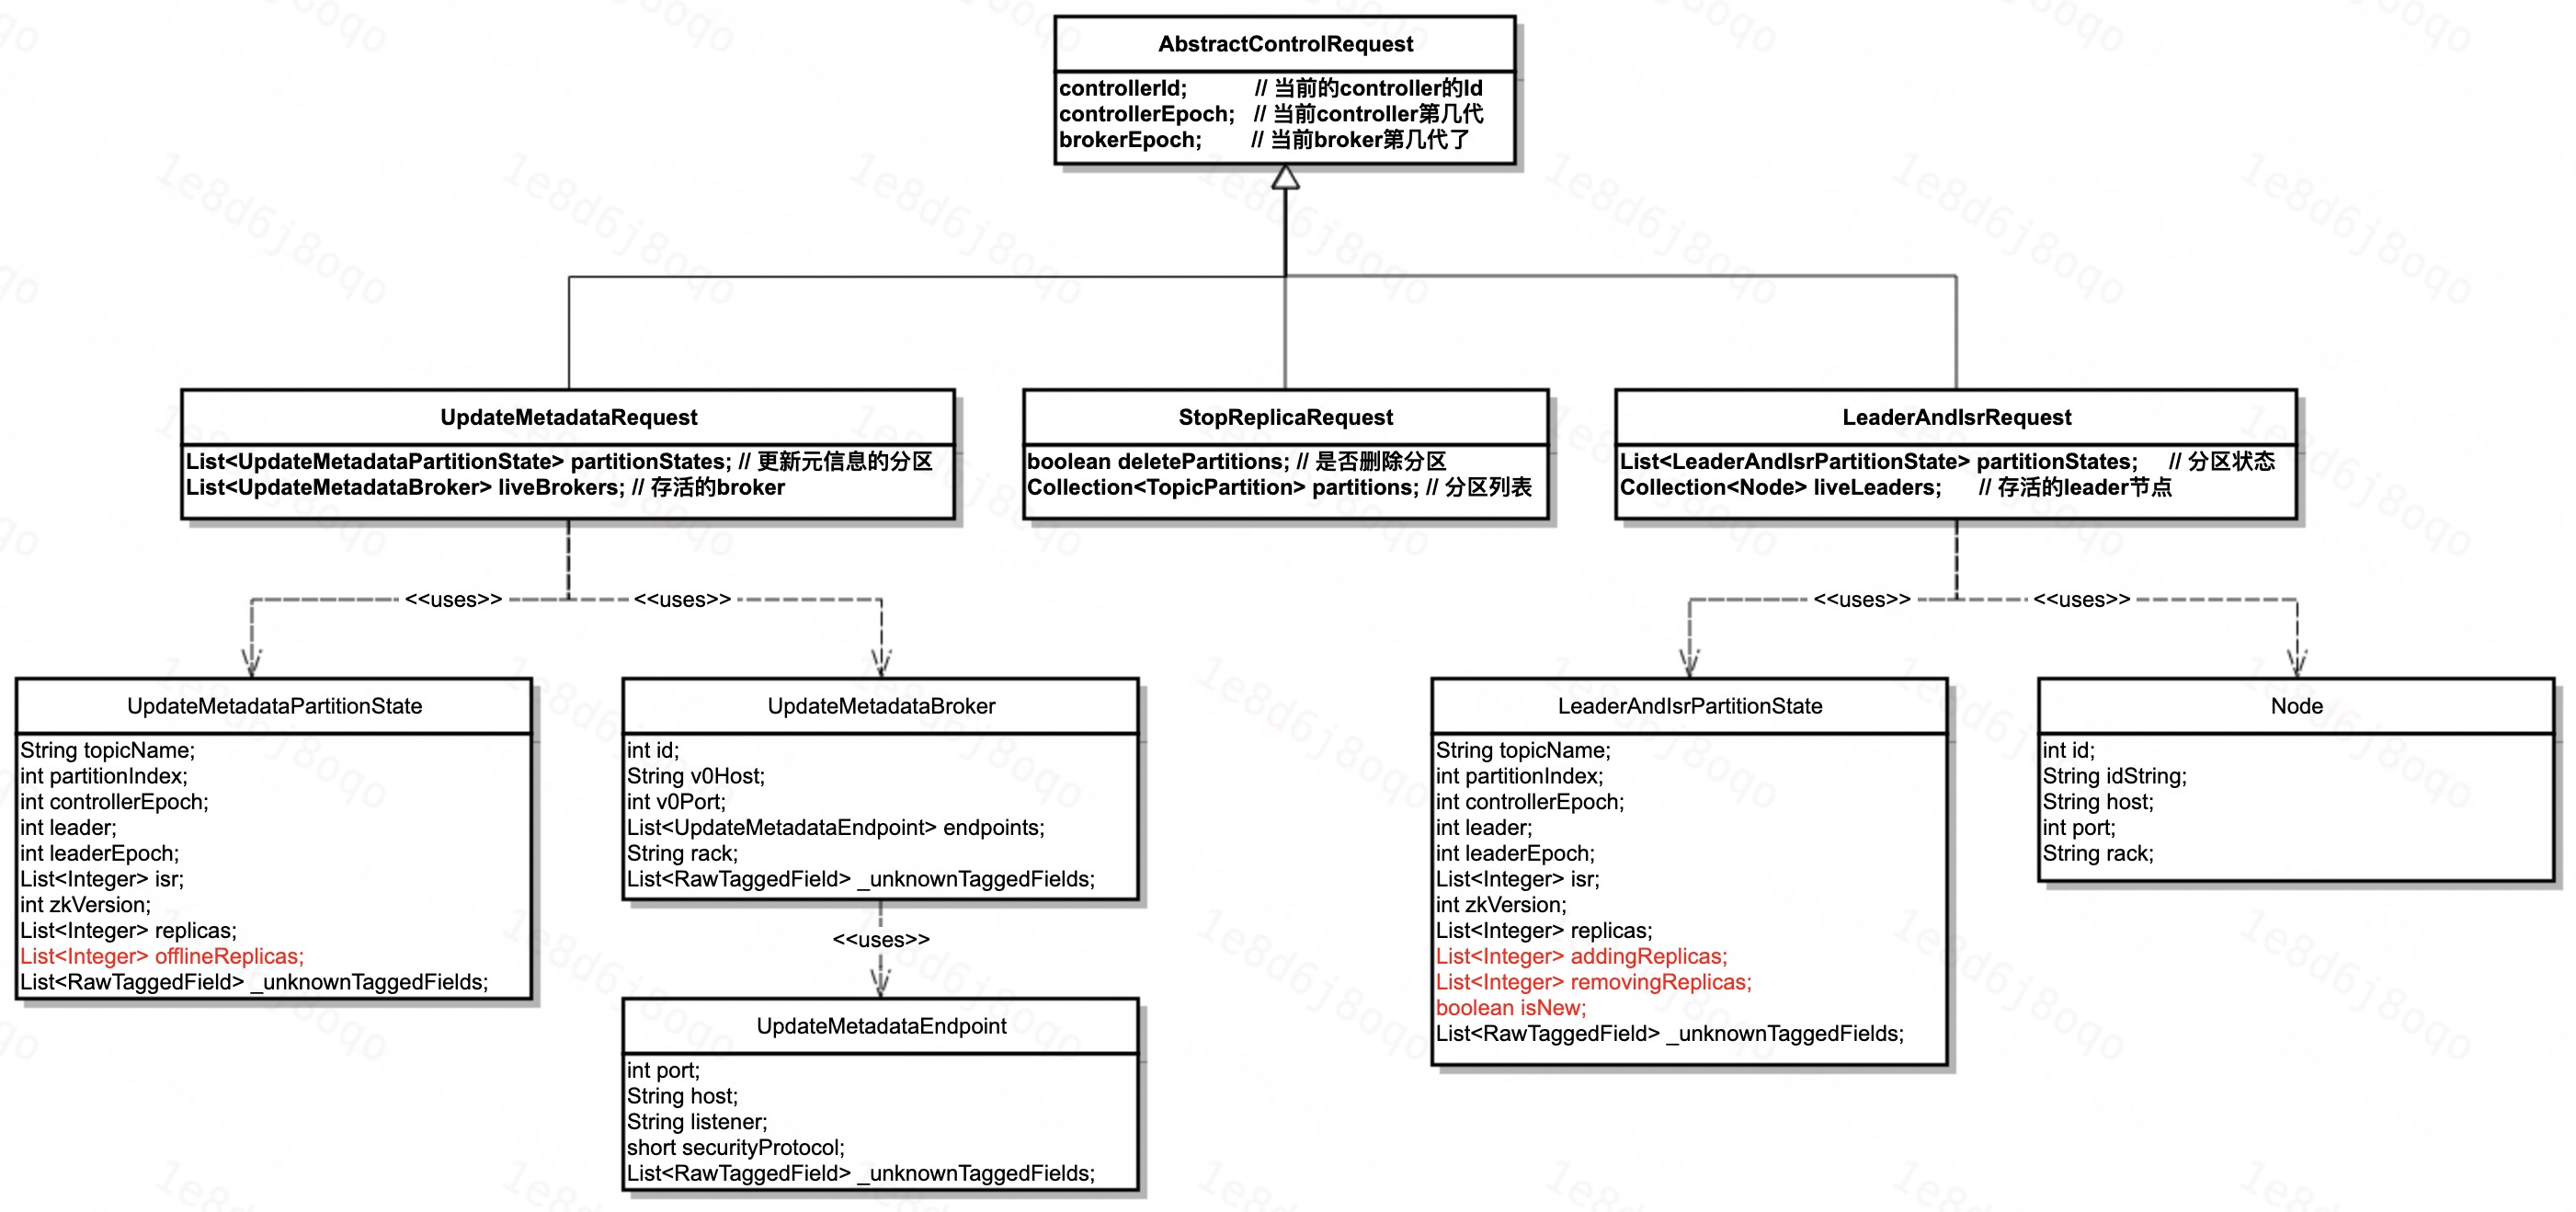 AbstractControlRequest
controllerId; // 当前的controller的Id
controllerEpoch; // 当前controller第几代
brokerEpoch; // 当前broker第几代了
UpdateMetadataRequest
List<UpdateMetadataPartitionState> partitionStates; // 更新元信息的分区
List<UpdateMetadataBroker> liveBrokers; // 存活的broker
StopReplicaRequest
boolean deletePartitions; // 是否删除分区
Collection<TopicPartition> partitions; // 分区列表
LeaderAndIsrRequest
List<LeaderAndIsrPartitionState> partitionStates; // 分区状态
Collection<Node> liveLeaders; // 存活的leader节点
<<uses>>
<<uses>>
<<uses>>
<<uses>>
UpdateMetadataPartitionState
String topicName;
int partitionIndex;
int controllerEpoch;
int leader;
int leaderEpoch;
List<Integer> isr;
int zkVersion;
List<Integer> replicas;
List<Integer> offlineReplicas;
List<RawTaggedField> _unknownTaggedFields;
UpdateMetadataBroker
int id;
String v0Host;
int v0Port;
List<UpdateMetadataEndpoint> endpoints;
String rack;
List<RawTaggedField> _unknownTaggedFields;
<<uses>>
UpdateMetadataEndpoint
int port;
String host;
String listener;
short securityProtocol;
List<RawTaggedField> _unknownTaggedFields;
LeaderAndIsrPartitionState
String topicName;
int partitionIndex;
int controllerEpoch;
int leader;
int leaderEpoch;
List<Integer> isr;
int zkVersion;
List<Integer> replicas;
List<Integer> addingReplicas;
List<Integer> removingReplicas;
boolean isNew;
List<RawTaggedField> _unknownTaggedFields;
Node
int id;
String idString;
String host;
int port;
String rack;
1e8d6j8oqo